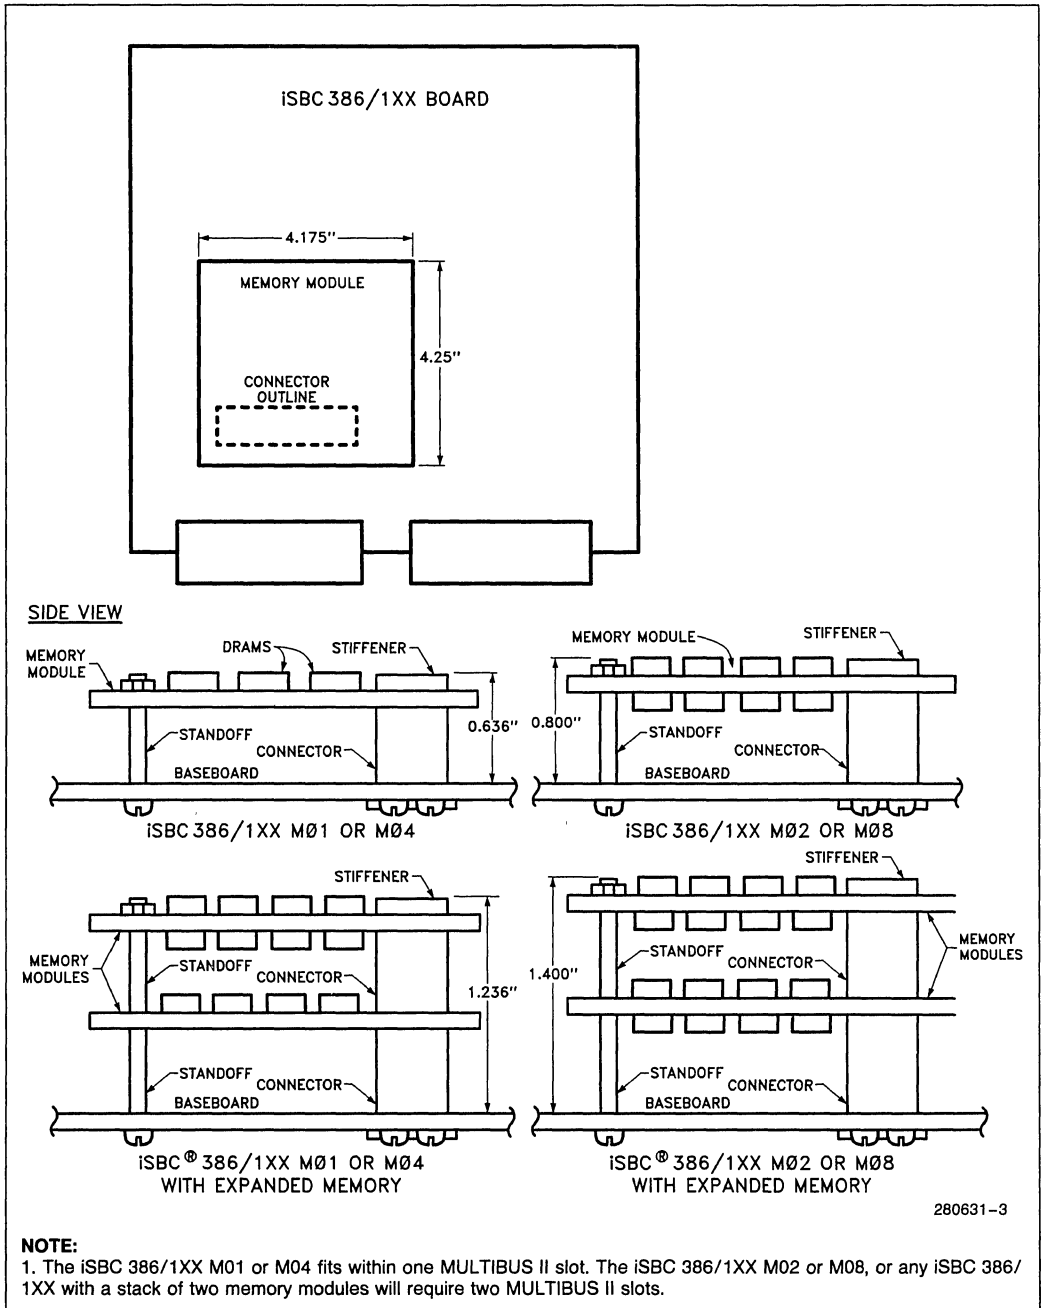 iSBC 386/1XX BOARD
4.175"
MEMORY MODULE
4.25"
CONNECTOR
OUTLINE
SIDE VIEW
MEMORY
MODULE
DRAMS
STIFFENER
STANDOFF
CONNECTOR
BASEBOARD
0.636"
iSBC 386/1XX MØ1 OR MØ4
MEMORY MODULE
STIFFENER
0.800"
STANDOFF
CONNECTOR
BASEBOARD
iSBC 386/1XX MØ2 OR MØ8
STIFFENER
MEMORY
MODULES
STANDOFF
CONNECTOR
1.236"
STANDOFF
CONNECTOR
BASEBOARD
iSBC® 386/1XX MØ1 OR MØ4
WITH EXPANDED MEMORY
STIFFENER
1.400"
STANDOFF
CONNECTOR
MEMORY
MODULES
STANDOFF
CONNECTOR
BASEBOARD
iSBC® 386/1XX MØ2 OR MØ8
WITH EXPANDED MEMORY
280631-3
NOTE:
1. The iSBC 386/1XX M01 or M04 fits within one MULTIBUS II slot. The iSBC 386/1XX M02 or M08, or any iSBC 386/
1XX with a stack of two memory modules will require two MULTIBUS II slots.